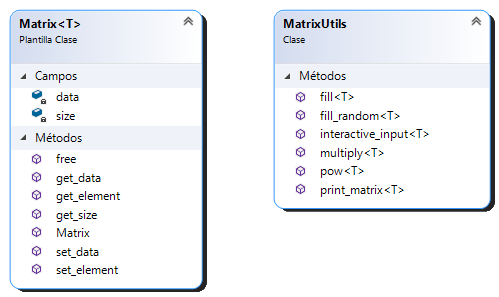 Matrix<T>
Plantilla Clase
Campos
data
size
Métodos
free
get_data
get_element
get_size
Matrix
set_data
set_element
MatrixUtils
Clase
Métodos
fill<T>
fill_random<T>
interactive_input<T>
multiply<T>
pow<T>
print_matrix<T>